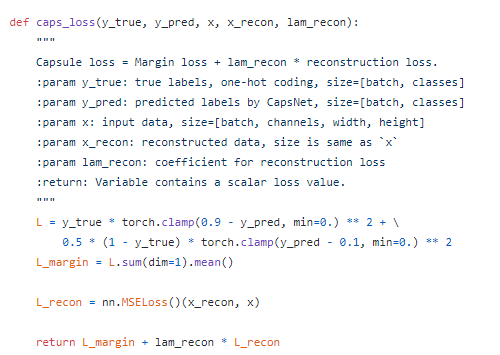 def caps_loss(y_true, y_pred, x, x_recon, lam_recon):
    """
    Capsule loss = Margin loss + lam_recon * reconstruction loss.
    :param y_true: true labels, one-hot coding, size=[batch, classes]
    :param y_pred: predicted labels by CapsNet, size=[batch, classes]
    :param x: input data, size=[batch, channels, width, height]
    :param x_recon: reconstructed data, size is same as `x`
    :param lam_recon: coefficient for reconstruction loss
    :return: Variable contains a scalar loss value.
    """
    L = y_true * torch.clamp(0.9 - y_pred, min=0.) ** 2 + \
        0.5 * (1 - y_true) * torch.clamp(y_pred - 0.1, min=0.) ** 2
    L_margin = L.sum(dim=1).mean()

    L_recon = nn.MSELoss()(x_recon, x)

    return L_margin + lam_recon * L_recon